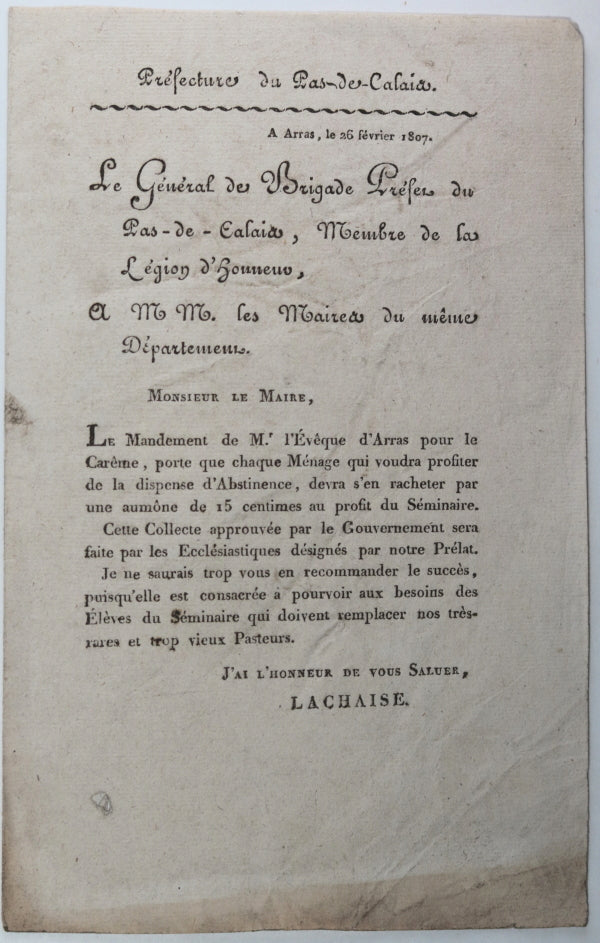 Préfecture du Pas-de-Calais.
A Arras, le 26 février 1807.
Le Général de Brigade Préfet du
Pas-de-Calais, Membre de la
Légion d'Honneur,
A MM. les Maires du même
Département.
Monsieur le Maire,
Le Mandement de M.r l'Évêque d'Arras pour le
Carême, porte que chaque Ménage qui voudra profiter
de la dispense d'Abstinence, devra s'en racheter par
une aumône de 15 centimes au profit du Séminaire.
Cette Collecte approuvée par le Gouvernement sera
faite par les Ecclésiastiques désignés par notre Prélat.
Je ne saurais trop vous en recommander le succès,
puisqu'elle est consacrée à pourvoir aux besoins des
Élèves du Séminaire qui doivent remplacer nos très-
rares et trop vieux Pasteurs.
J'ai l'honneur de vous Saluer,
LACHAISE.